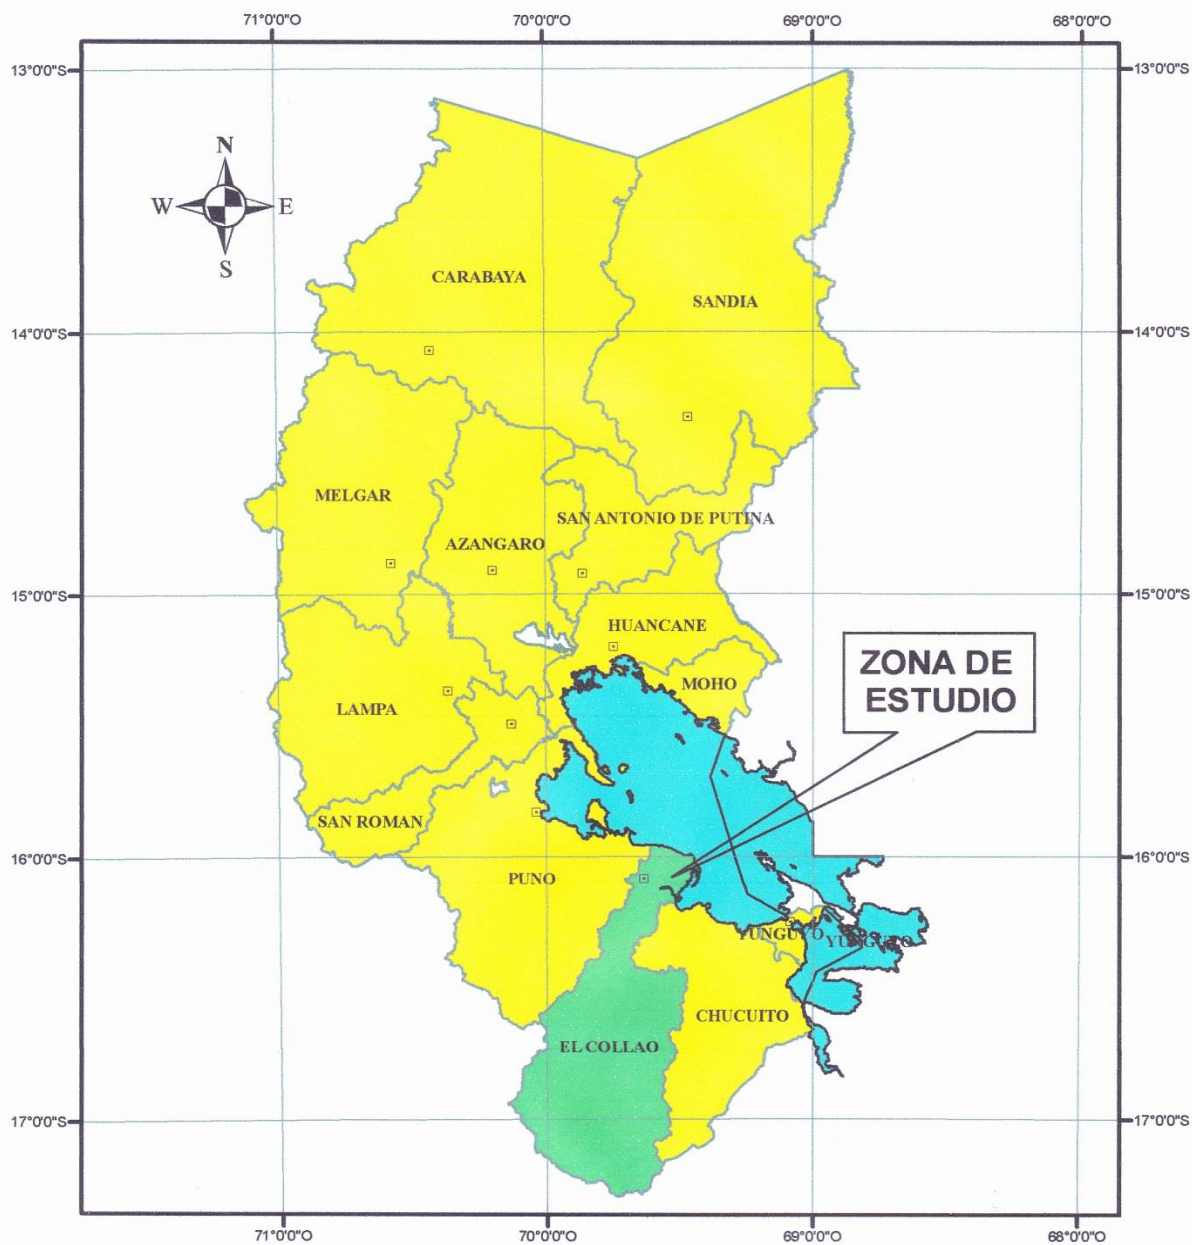 71°0'0"O 70°0'0"O 69°0'0"O 68°0'0"O
13°0'0"S 13°0'0"S
N
W E
S
CARABAYA
SANDIA
14°0'0"S 14°0'0"S
MELGAR
SAN ANTONIO DE PUTINA
AZANGARO
15°0'0"S 15°0'0"S
HUANCANE
ZONA DE
ESTUDIO
MOHO
LAMPA
SAN ROMAN
16°0'0"S 16°0'0"S
PUNO
YUNGUYO YUNGUYO
CHUCUITO
EL COLLAO
17°0'0"S 17°0'0"S
71°0'0"O 70°0'0"O 69°0'0"O 68°0'0"O